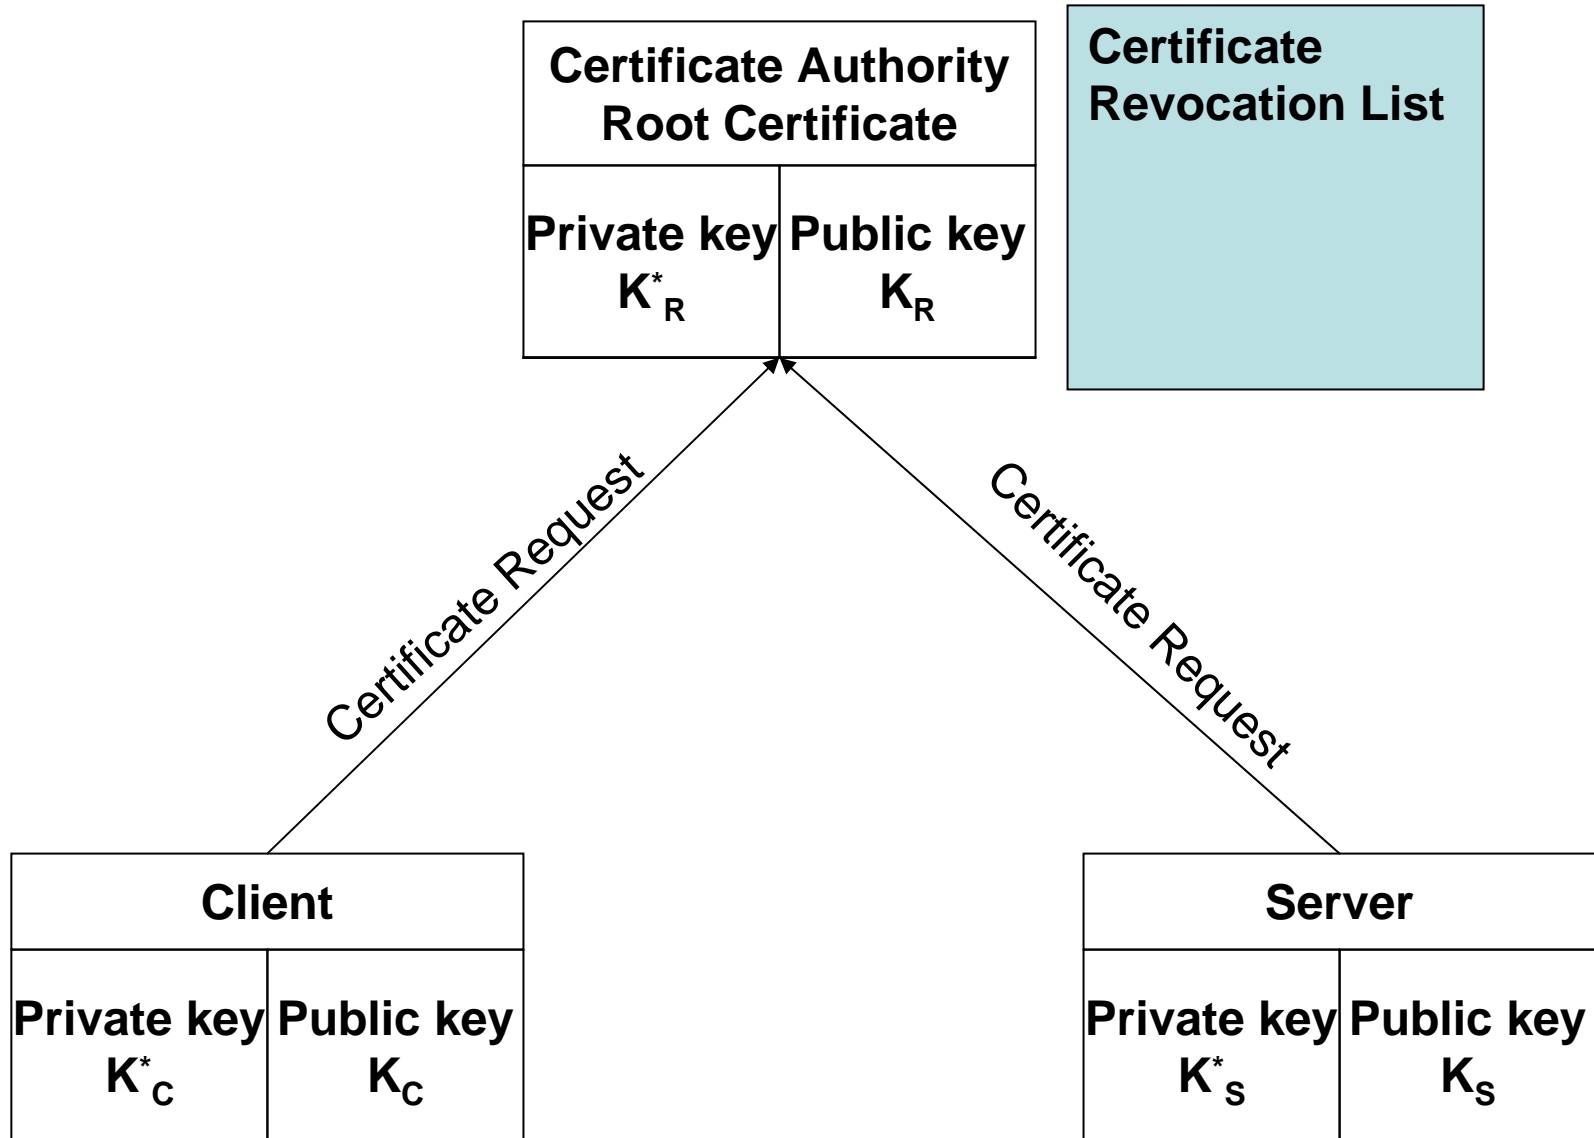 Certificate Authority
Root Certificate
Private key
K*R
Public key
KR
Certificate
Revocation List
Certificate Request
Certificate Request
Client
Private key
K*C
Public key
KC
Server
Private key
K*S
Public key
KS